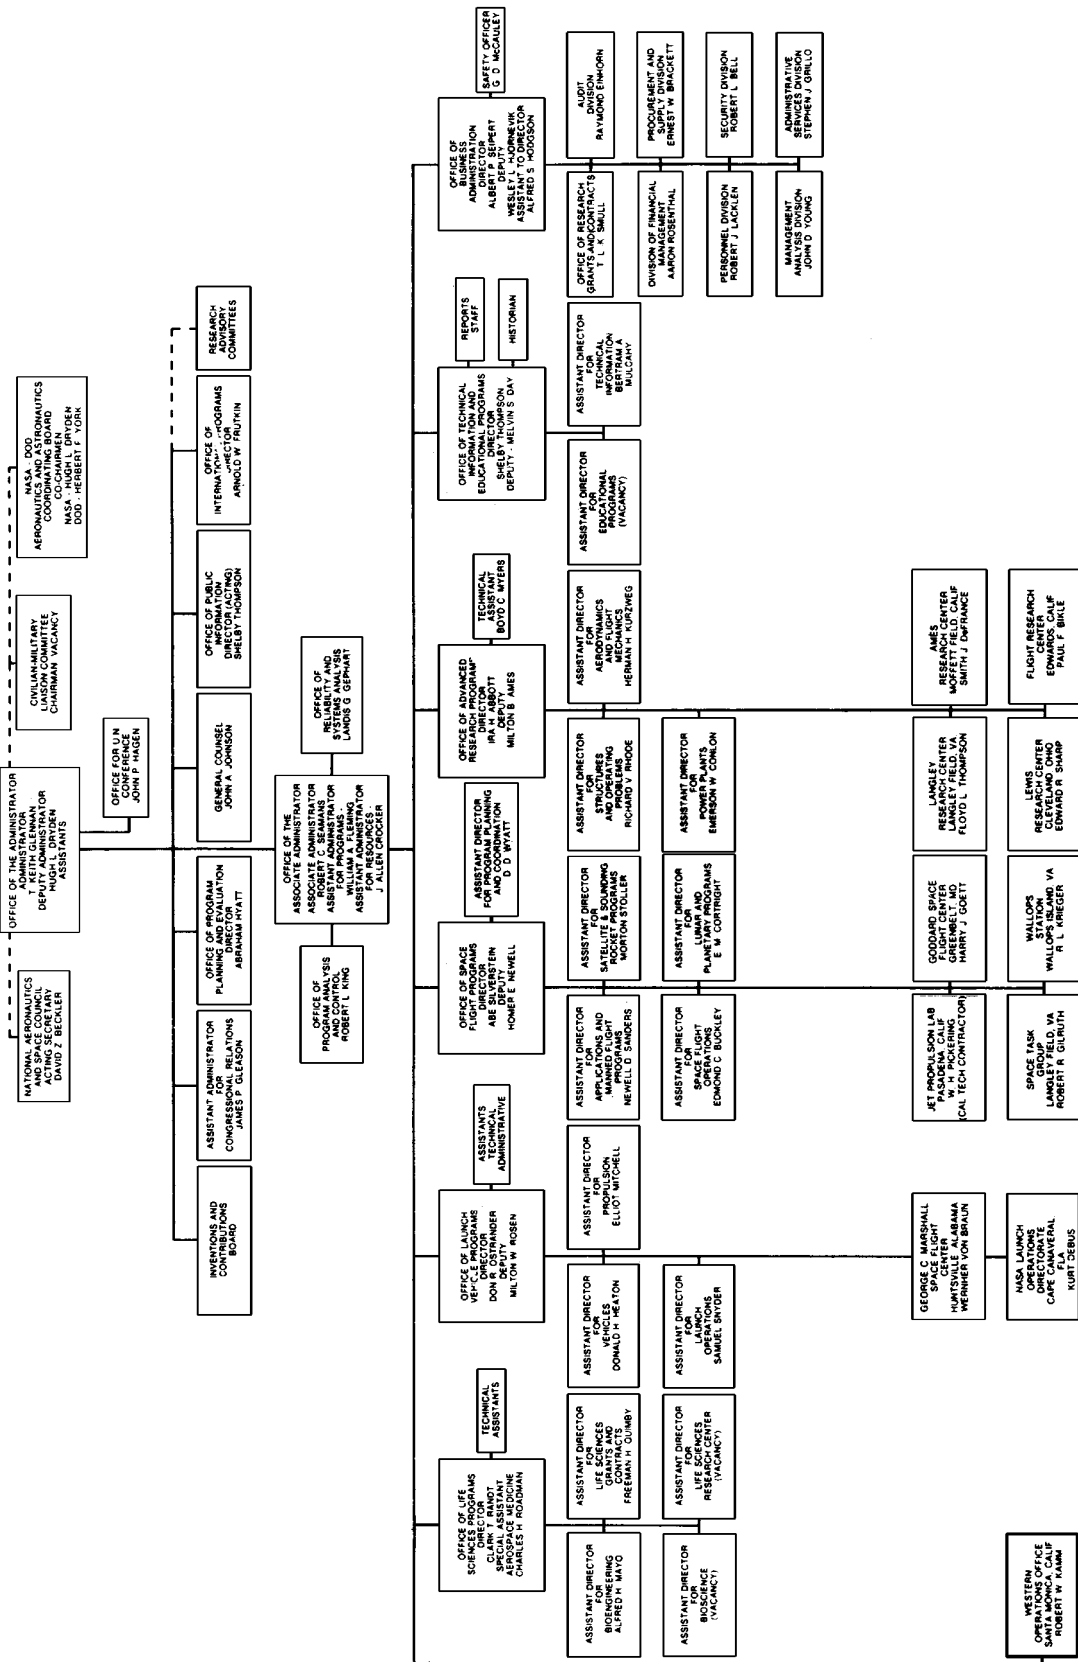 OFFICE OF THE ADMINISTRATOR
ADMINISTRATOR
T KEITH GLENNAN
DEPUTY ADMINISTRATOR
HUGH L DRYDEN
ASSISTANTS
NATIONAL AERONAUTICS
AND SPACE COUNCIL
ACTING SECRETARY
DAVID Z BECKLER
CIVILIAN-MILITARY
LIAISON COMMITTEE
CHAIRMAN VACANCY
NASA - DOD
AERONAUTICS AND ASTRONAUTICS
COORDINATING BOARD
CO-CHAIRMEN
NASA - HUGH L DRYDEN
DOD - HERBERT F YORK
OFFICE FOR U N
CONFERENCE
JOHN P HAGEN
INVENTIONS AND
CONTRIBUTIONS
BOARD
ASSISTANT ADMINISTRATOR
FOR
CONGRESSIONAL RELATIONS
JAMES P GLEASON
OFFICE OF PROGRAM
PLANNING AND EVALUATION
DIRECTOR
ABRAHAM HYATT
GENERAL COUNSEL
JOHN A JOHNSON
OFFICE OF PUBLIC
INFORMATION
DIRECTOR (ACTING)
SHELBY THOMPSON
OFFICE OF
ARNOLD W FRUTKIN
RESEARCH
ADVISORY
COMMITTEES
OFFICE OF
PROGRAM ANALYSIS
AND CONTROL
ROBERT L KING
OFFICE OF THE
ASSOCIATE ADMINISTRATOR
ASSOCIATE ADMINISTRATOR
ROBERT C SEAMANS
ASSISTANT ADMINISTRATOR
FOR PROGRAMS -
WILLIAM A FLEMING
ASSISTANT ADMINISTRATOR
FOR RESOURCES -
J ALLEN CROCKER
OFFICE OF
RELIABILITY AND
SYSTEMS ANALYSIS
LANDIS G GEPHART
OFFICE OF LIFE
SCIENCES PROGRAMS
DIRECTOR
CLARK T RANDT
SPECIAL ASSISTANT
AEROSPACE MEDICINE
CHARLES H ROADMAN
TECHNICAL
ASSISTANTS
OFFICE OF LAUNCH
VEHICLE PROGRAMS
DIRECTOR
DON R OSTRANDER
DEPUTY
MILTON W ROSEN
ASSISTANTS
TECHNICAL
ADMINISTRATIVE
OFFICE OF SPACE
FLIGHT PROGRAMS
DIRECTOR
ABE SILVERSTEIN
DEPUTY
HOMER E NEWELL
ASSISTANT DIRECTOR
FOR PROGRAM PLANNING
AND COORDINATION
D D WYATT
OFFICE OF ADVANCED
RESEARCH PROGRAMS
DIRECTOR
IRA H ABBOTT
DEPUTY
MILTON B AMES
TECHNICAL
ASSISTANT
BOYD C MYERS
OFFICE OF TECHNICAL
INFORMATION AND
EDUCATIONAL PROGRAMS
DIRECTOR
SHELBY THOMPSON
DEPUTY - MELVIN S DAY
REPORTS
STAFF
HISTORIAN
OFFICE OF
BUSINESS
ADMINISTRATION
DIRECTOR
ALBERT P SEIPERT
DEPUTY
WESLEY L HJORNEVIK
ASSISTANT TO DIRECTOR
ALFRED S HODGSON
SAFETY OFFICER
G D McCAULEY
ASSISTANT DIRECTOR
FOR
BIOENGINEERING
ALFRED H MAYO
ASSISTANT DIRECTOR
FOR
LIFE SCIENCES
GRANTS AND
CONTRACTS
FREEMAN H QUIMBY
ASSISTANT DIRECTOR
FOR
BIOSCIENCE
(VACANCY)
ASSISTANT DIRECTOR
FOR
LIFE SCIENCES
RESEARCH CENTER
(VACANCY)
ASSISTANT DIRECTOR
FOR
VEHICLES
DONALD H HEATON
ASSISTANT DIRECTOR
FOR
PROPULSION
ELLIOT MITCHELL
ASSISTANT DIRECTOR
FOR
LAUNCH
OPERATIONS
SAMUEL SNYDER
ASSISTANT DIRECTOR
FOR
APPLICATIONS AND
MANNED FLIGHT
PROGRAMS
NEWELL D SANDERS
ASSISTANT DIRECTOR
FOR
SATELLITE & SOUNDING
ROCKET PROGRAMS
MORTON STOLLER
ASSISTANT DIRECTOR
FOR
SPACE FLIGHT
OPERATIONS
EDMOND C BUCKLEY
ASSISTANT DIRECTOR
FOR
LUNAR AND
PLANETARY PROGRAMS
E M CORTRIGHT
ASSISTANT DIRECTOR
FOR
STRUCTURES
AND OPERATING
PROBLEMS
RICHARD V RHODE
ASSISTANT DIRECTOR
FOR
AERODYNAMICS
AND FLIGHT
MECHANICS
HERMAN H KURZWEG
ASSISTANT DIRECTOR
FOR
POWER PLANTS
EMERSON W CONLON
ASSISTANT DIRECTOR
FOR
EDUCATIONAL
PROGRAMS
(VACANCY)
ASSISTANT DIRECTOR
FOR
TECHNICAL
INFORMATION
BERTRAM A
MULCAHY
OFFICE OF RESEARCH
GRANTS AND CONTRACTS
T L K SMULL
AUDIT
DIVISION
RAYMOND EINHORN
DIVISION OF FINANCIAL
MANAGEMENT
AARON ROSENTHAL
PROCUREMENT AND
SUPPLY DIVISION
ERNEST W BRACKETT
PERSONNEL DIVISION
ROBERT J LACKLEN
SECURITY DIVISION
ROBERT L BELL
MANAGEMENT
ANALYSIS DIVISION
JOHN D YOUNG
ADMINISTRATIVE
SERVICES DIVISION
STEPHEN J GRILLO
GEORGE C MARSHALL
SPACE FLIGHT
CENTER
HUNTSVILLE ALABAMA
WERNHER VON BRAUN
NASA LAUNCH
OPERATIONS
DIRECTORATE
CAPE CANAVERAL
FLA
KURT DEBUS
JET PROPULSION LAB
PASADENA, CALIF
W H PICKERING
(CAL TECH CONTRACTOR)
GODDARD SPACE
FLIGHT CENTER
GREENBELT, MD
HARRY J GOETT
SPACE TASK
GROUP
LANGLEY FIELD, VA
ROBERT R GILRUTH
WALLOPS
STATION
WALLOPS ISLAND, VA
R L KRIEGER
LANGLEY
RESEARCH CENTER
LANGLEY FIELD, VA
FLOYD L THOMPSON
AMES
RESEARCH CENTER
MOFFETT FIELD, CALIF
SMITH J DeFRANCE
LEWIS
RESEARCH CENTER
CLEVELAND, OHIO
EDWARD R SHARP
FLIGHT RESEARCH
CENTER
EDWARDS, CALIF
PAUL F BIKLE
WESTERN
OPERATIONS OFFICE
SANTA MONICA, CALIF
ROBERT W KAMM